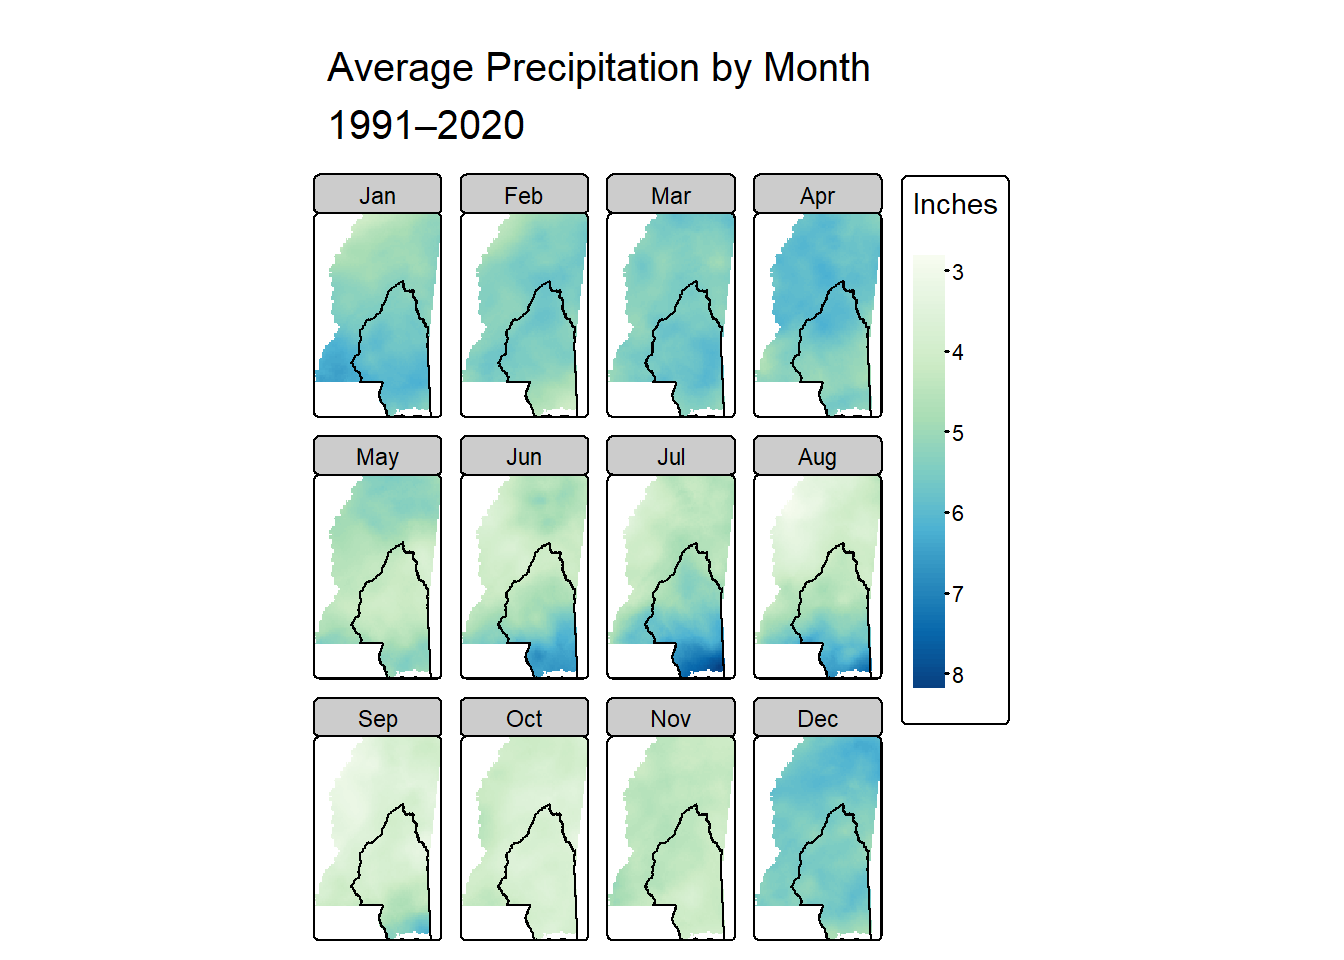 Average Precipitation by Month
1991–2020
Jan Feb Mar Apr
Inches
3
4
5
6
7
8
May Jun Jul Aug
Sep Oct Nov Dec